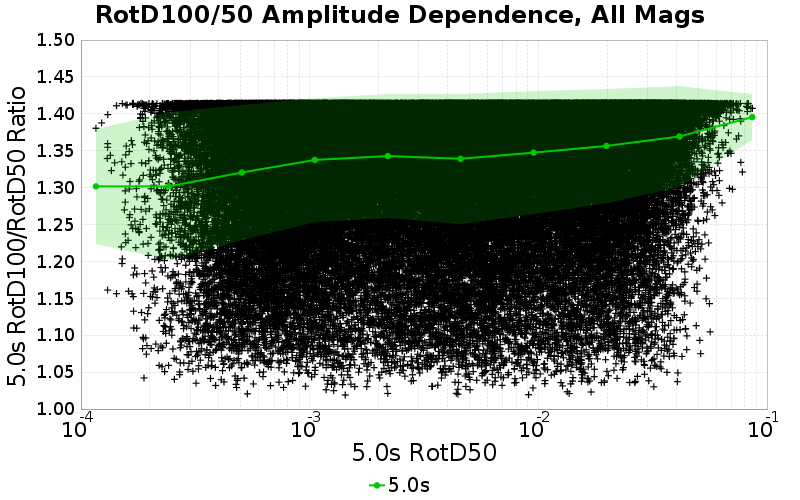 RotD100/50 Amplitude Dependence, All Mags
5.0s RotD100/RotD50 Ratio
1.50
1.45
1.40
1.35
1.30
1.25
1.20
1.15
1.10
1.05
1.00
10^-4 10^-3 10^-2 10^-1
5.0s RotD50
5.0s